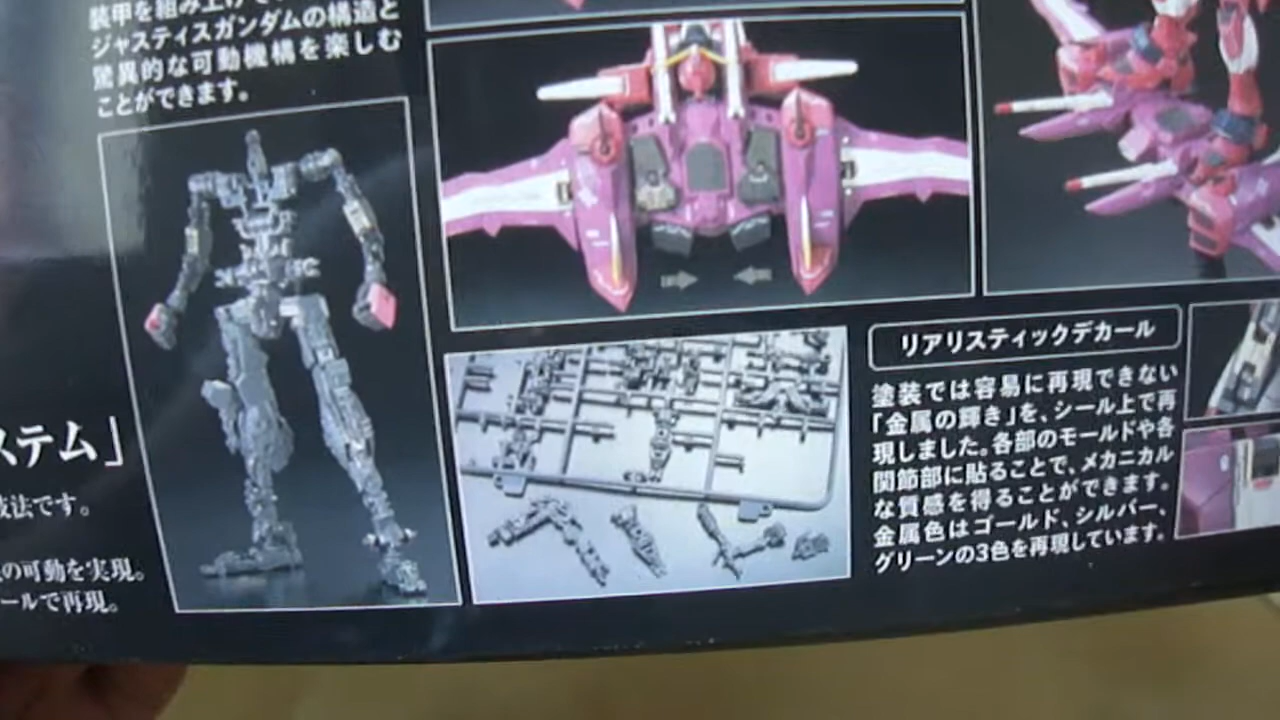 装甲を組み上げ
ジャスティスガンダムの構造と
驚異的な可動機構を楽しむ
ことができます。
ステム」
技法です。
の可動を実現。
ールで再現。
リアリスティックデカール
塗装では容易に再現できない
「金属の輝き」を、シール上で再
現しました。各部のモールドや各
関節部に貼ることで、メカニカル
な質感を得ることができます。
金属色はゴールド、シルバー、
グリーンの3色を再現しています。